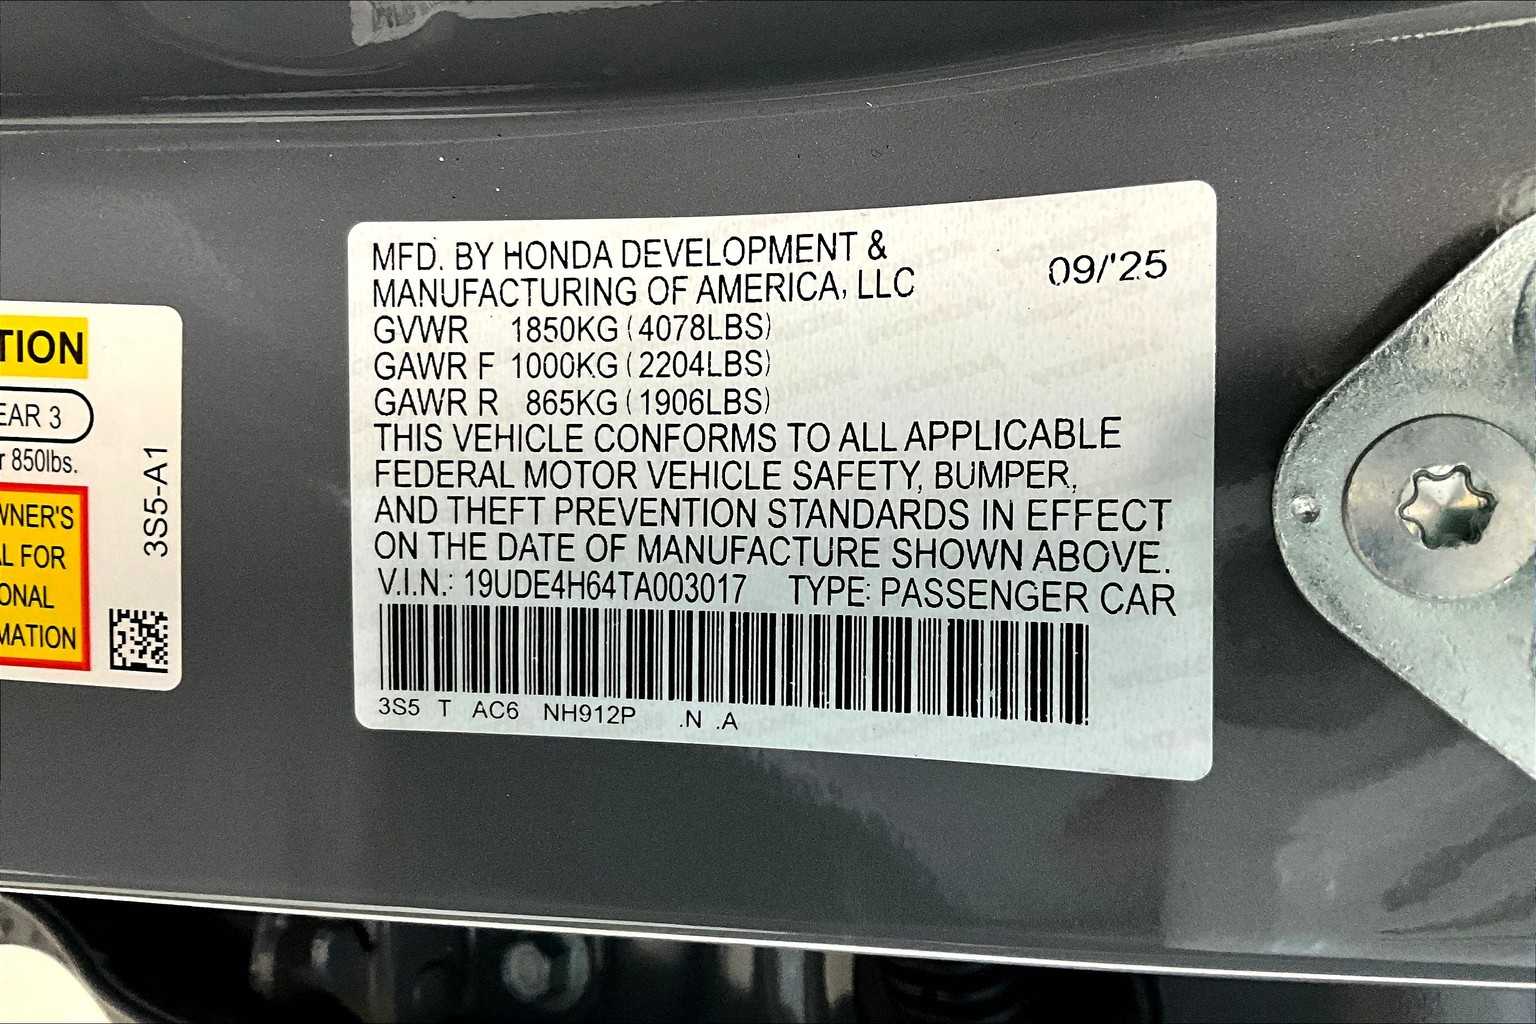 MFD. BY HONDA DEVELOPMENT &
MANUFACTURING OF AMERICA, LLC
09/'25
GVWR 1850KG (4078LBS)
GAWR F 1000KG (2204LBS)
GAWR R 865KG (1906LBS)
THIS VEHICLE CONFORMS TO ALL APPLICABLE
FEDERAL MOTOR VEHICLE SAFETY, BUMPER,
AND THEFT PREVENTION STANDARDS IN EFFECT
ON THE DATE OF MANUFACTURE SHOWN ABOVE.
V.I.N.: 19UDE4H64TA003017 TYPE: PASSENGER CAR
3S5 T AC6 NH912P .N .A
TION
EAR 3
r 850lbs.
WNER'S
L FOR
ONAL
MATION
3S5-A1